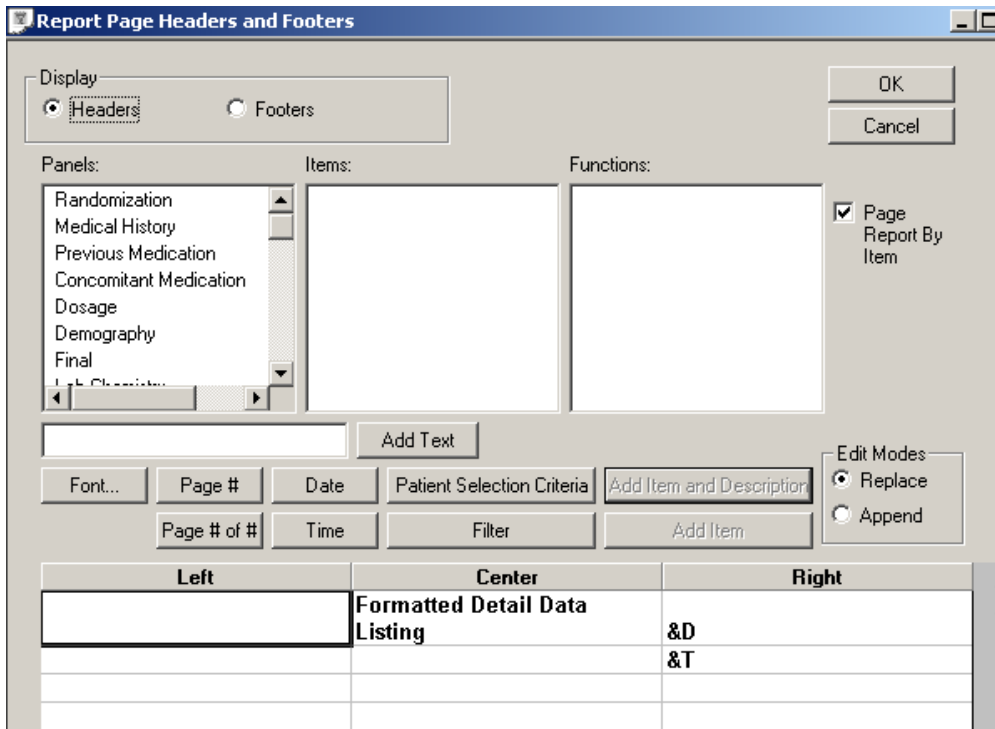 Report Page Headers and Footers
Display
Headers
Footers
OK
Cancel
Panels:
Items:
Functions:
Randomization
Medical History
Previous Medication
Concomitant Medication
Dosage
Demography
Final
Lab Chemistry
Page
Report By
Item
Add Text
Edit Modes
Replace
Append
Font...
Page #
Date
Patient Selection Criteria
Add Item and Description
Page # of #
Time
Filter
Add Item
Left
Center
Right
Formatted Detail Data
Listing
&D
&T